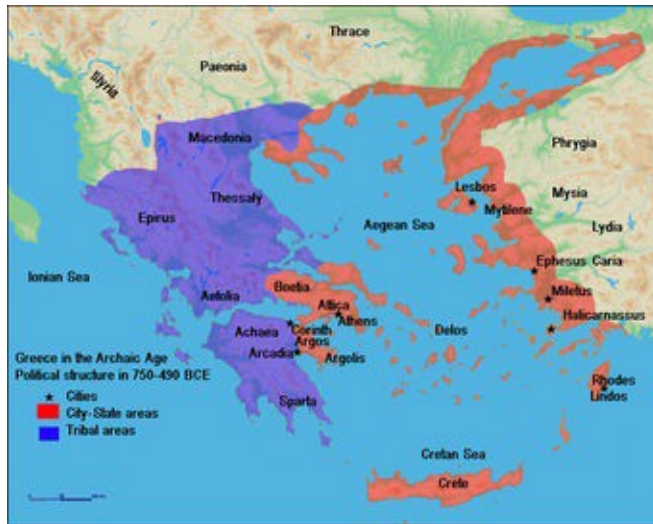 Thrace
Paeonia
Illyria
Macedonia
Phrygia
Thessaly
Lesbos
Mysia
Mytilene
Epirus
Aegean Sea
Lydia
Ionian Sea
Ephesus Caria
Boetia
Aetolia
Miletus
Attica
Athens
Halicarnassus
Achaea
Corinth
Delos
Argos
Arcadia
Argolis
Greece in the Archaic Age
Political structure in 750-490 BCE
Cities
City-State areas
Tribal areas
Sparta
Rhodes
Lindos
Cretan Sea
Crete